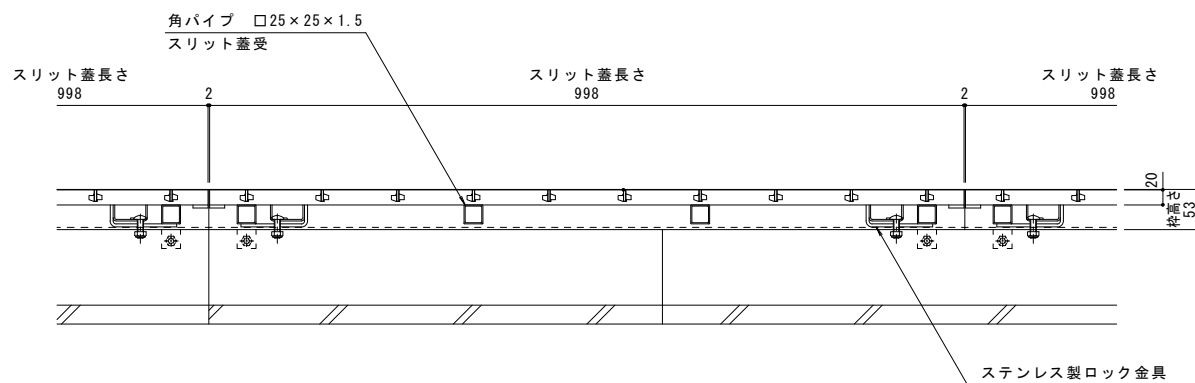 角パイプ □25×25×1.5
スリット蓋受
スリット蓋長さ
998
2
スリット蓋長さ
998
2
スリット蓋長さ
998
20
枠高さ
53
ステンレス製ロック金具